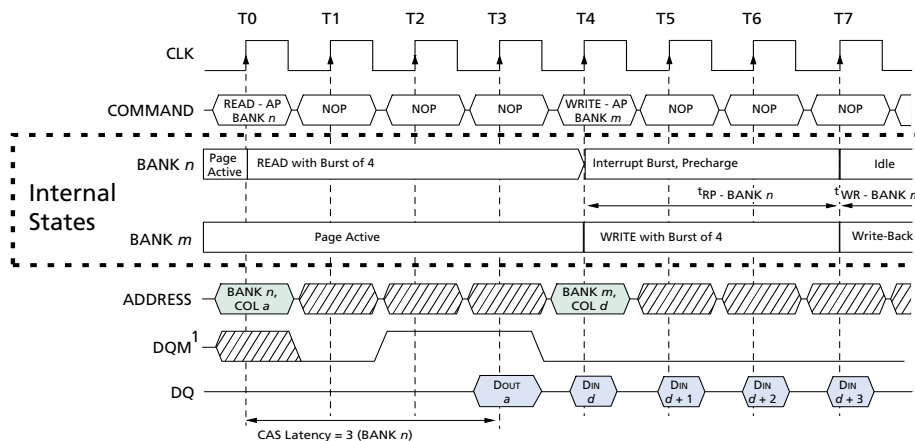 T0 T1 T2 T3 T4 T5 T6 T7
CLK
COMMAND
READ - AP BANK n
NOP
NOP
NOP
WRITE - AP BANK m
NOP
NOP
NOP
Internal States
BANK n
Page Active
READ with Burst of 4
Interrupt Burst, Precharge
Idle
tRP - BANK n
tWR - BANK m
BANK m
Page Active
WRITE with Burst of 4
Write-Back
ADDRESS
BANK n, COL a
BANK m, COL d
DQM1
DQ
DOUT a
DIN d
DIN d + 1
DIN d + 2
DIN d + 3
CAS Latency = 3 (BANK n)